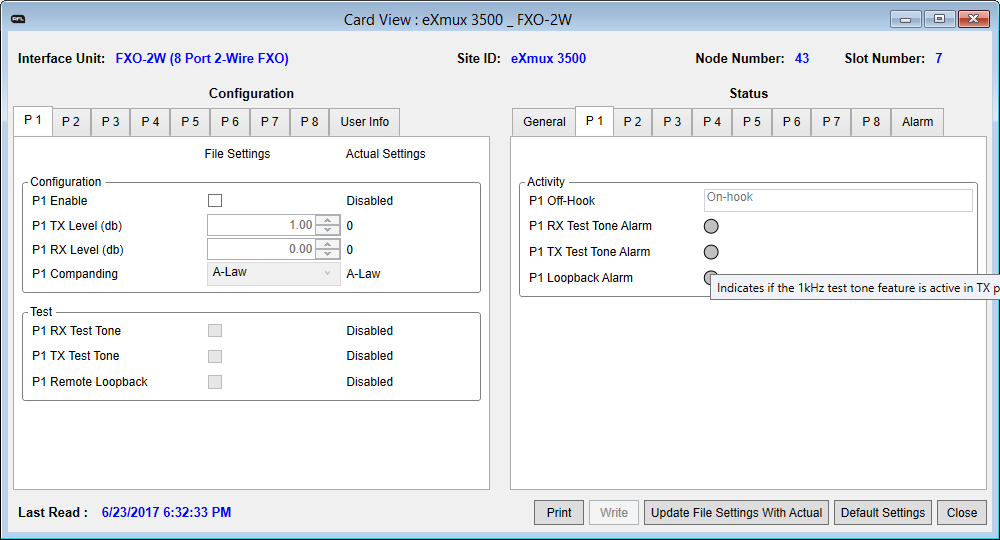 RFL
Card View : eXmux 3500 _ FXO-2W
Interface Unit: FXO-2W (8 Port 2-Wire FXO) Site ID: eXmux 3500 Node Number: 43 Slot Number: 7
Configuration
P 1 P 2 P 3 P 4 P 5 P 6 P 7 P 8 User Info
File Settings Actual Settings
Configuration
P1 Enable Disabled
P1 TX Level (db) 1.00 0
P1 RX Level (db) 0.00 0
P1 Companding A-Law A-Law
Test
P1 RX Test Tone Disabled
P1 TX Test Tone Disabled
P1 Remote Loopback Disabled
Status
General P 1 P 2 P 3 P 4 P 5 P 6 P 7 P 8 Alarm
Activity
P1 Off-Hook On-hook
P1 RX Test Tone Alarm
P1 TX Test Tone Alarm
P1 Loopback Alarm
Indicates if the 1kHz test tone feature is active in TX p
Last Read : 6/23/2017 6:32:33 PM
Print Write Update File Settings With Actual Default Settings Close